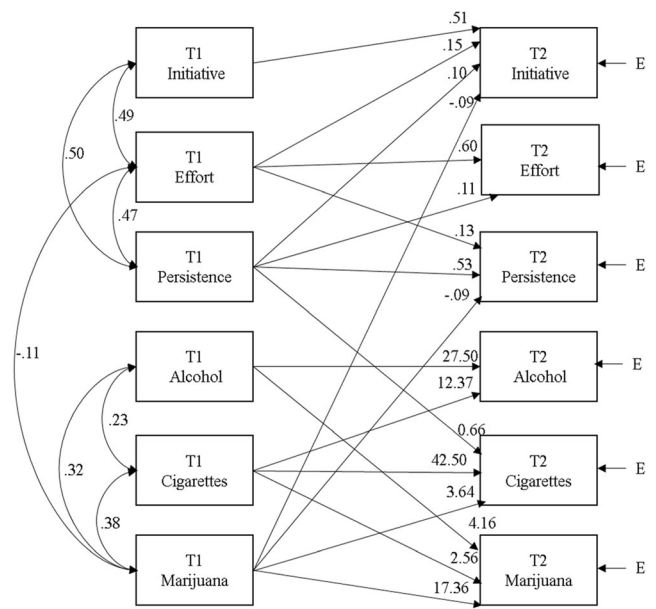 .51
T1
Initiative
.15
T2
Initiative
E
.10
-.09
.49
.50
T1
Effort
.60
T2
Effort
E
.11
.47
.13
T1
Persistence
.53
T2
Persistence
E
-.09
-.11
T1
Alcohol
27.50
T2
Alcohol
E
12.37
.23
0.66
.32
T1
Cigarettes
42.50
T2
Cigarettes
E
3.64
.38
4.16
2.56
T1
Marijuana
17.36
T2
Marijuana
E